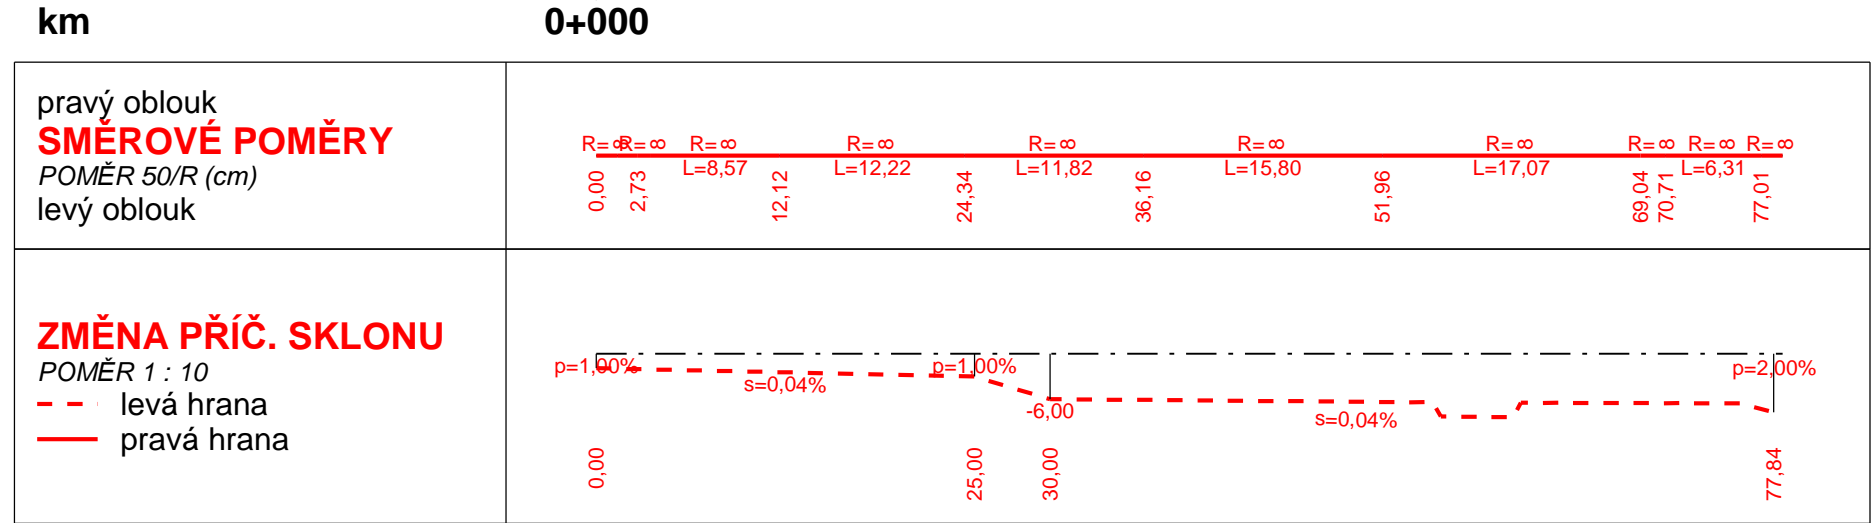 km 0+000
pravý oblouk
SMĚROVÉ POMĚRY
POMĚR 50/R (cm)
levý oblouk
R= ∞ R= ∞ R= ∞ R= ∞ R= ∞ R= ∞ R= ∞ R= ∞ R= ∞ R= ∞
L=8,57 L=12,22 L=11,82 L=15,80 L=17,07 L=6,31
0,00 2,73 12,12 24,34 36,16 51,96 69,04 70,71 77,01
ZMĚNA PŘÍČ. SKLONU
POMĚR 1 : 10
levá hrana
pravá hrana
p=1,00% p=1,00% p=2,00%
s=0,04% -6,00 s=0,04%
0,00 25,00 30,00 77,84